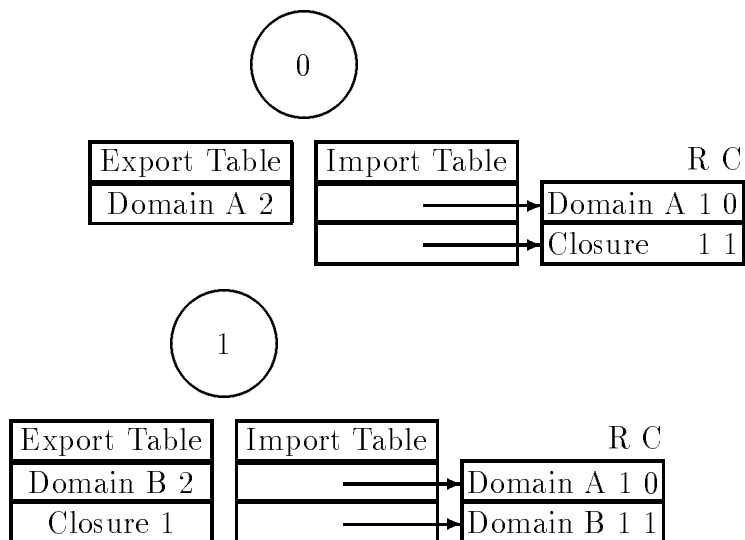 0
Export Table Import Table R C
Domain A 2 Domain A 1 0
Closure 1 1
1
Export Table Import Table R C
Domain B 2 Domain A 1 0
Closure 1 Domain B 1 1